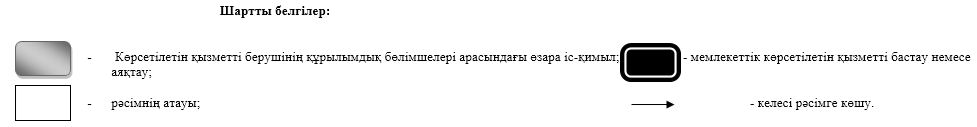 Шартты белгілер:
- Көрсетілетін қызметті берушінің құрылымдық бөлімшелері арасындағы өзара іс-қимыл; - мемлекеттік көрсетілетін қызметті бастау немесе
аяқтау;
- рәсімнің атауы; - келесі рәсімге көшу.